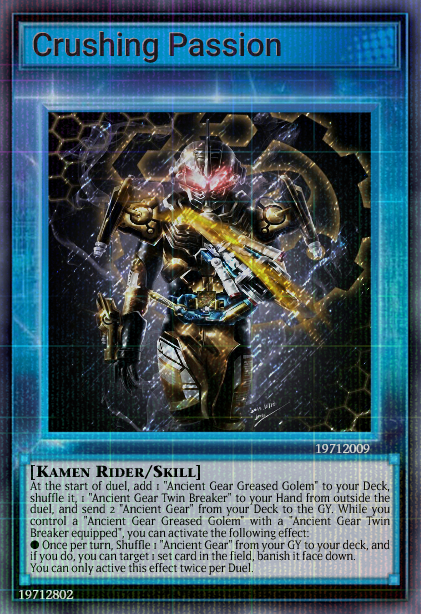 Crushing Passion
19712009
[KAMEN RIDER/SKILL]
At the start of duel, add 1 "Ancient Gear Greased Golem" to your Deck,
shuffle it, 1 "Ancient Gear Twin Breaker" to your Hand from outside the
duel, and send 2 "Ancient Gear" from your Deck to the GY. While you
control a "Ancient Gear Greased Golem" with a "Ancient Gear Twin
Breaker equipped", you can activate the following effect:
● Once per turn, Shuffle 1 "Ancient Gear" from your GY to your deck, and
if you do, you can target 1 set card in the field, banish it face down.
You can only active this effect twice per Duel.
19712802